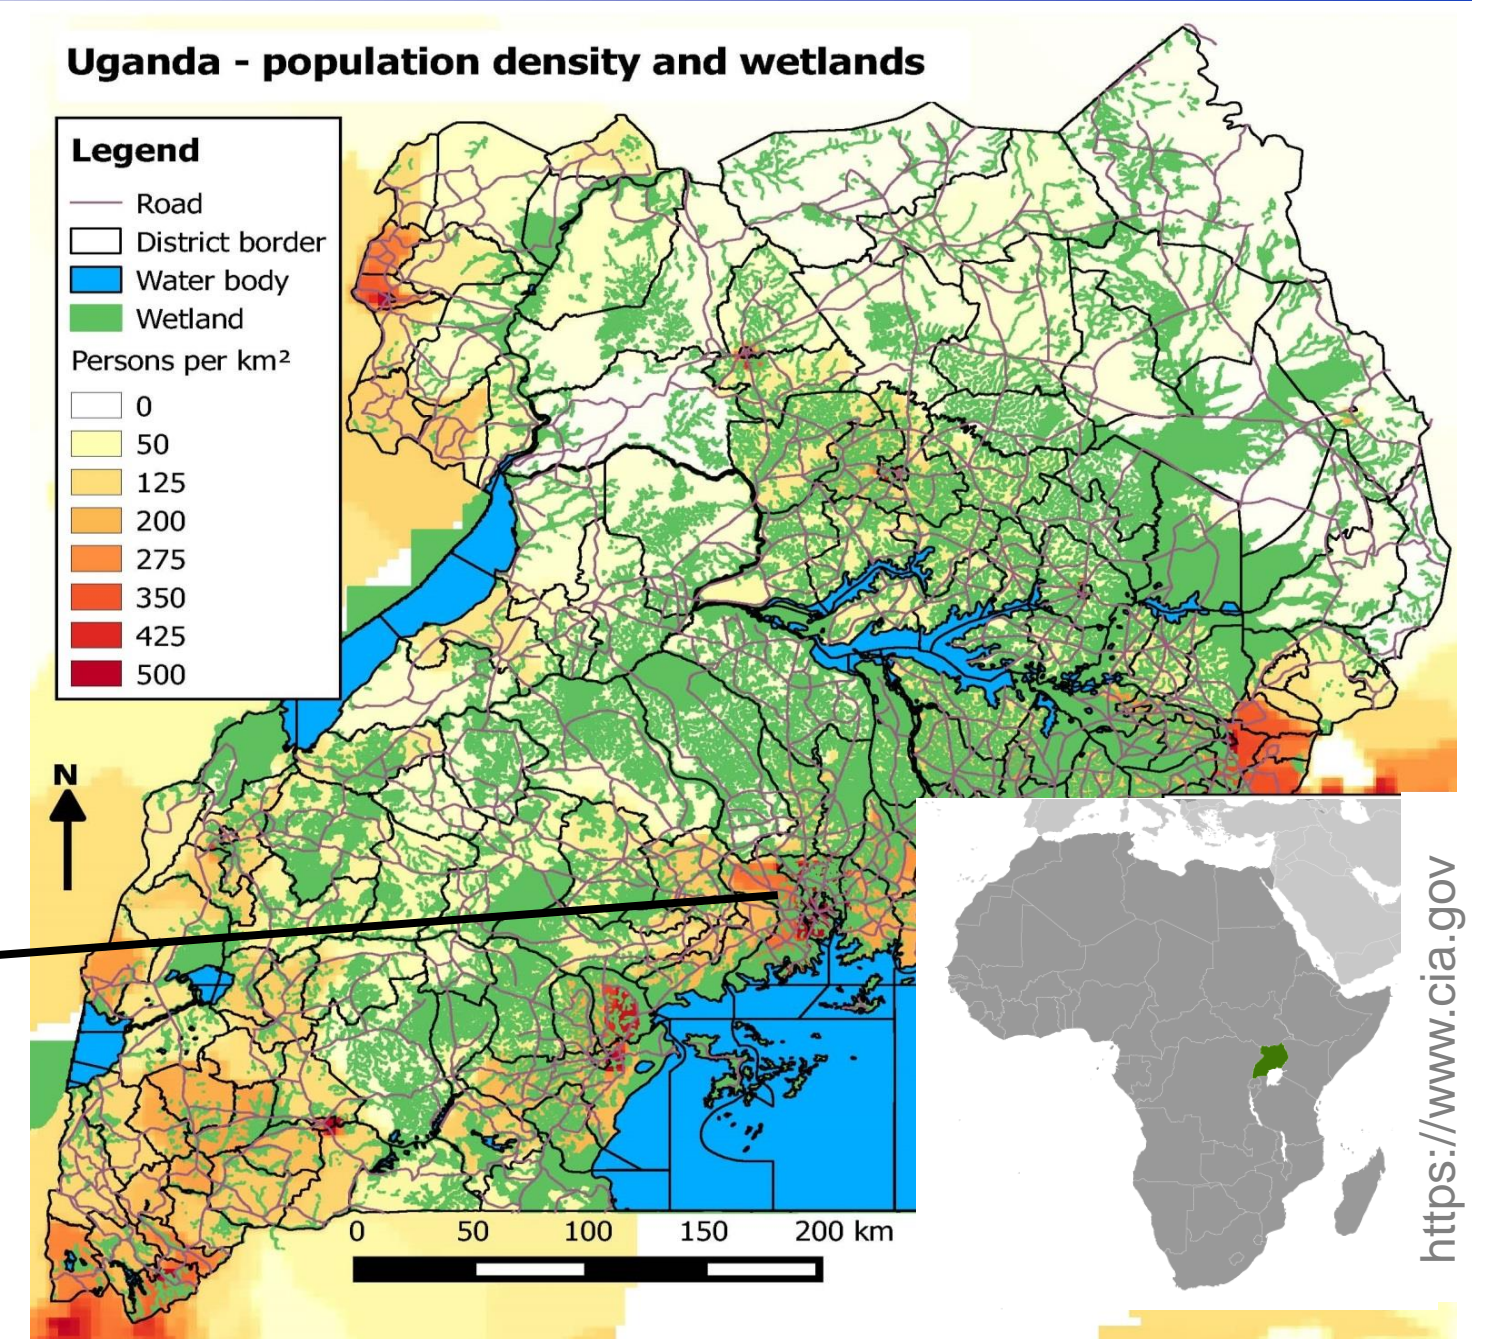 Uganda - population density and wetlands
Legend
Road
District border
Water body
Wetland
Persons per km²
0
50
125
200
275
350
425
500
N
0 50 100 150 200 km
https://www.cia.gov